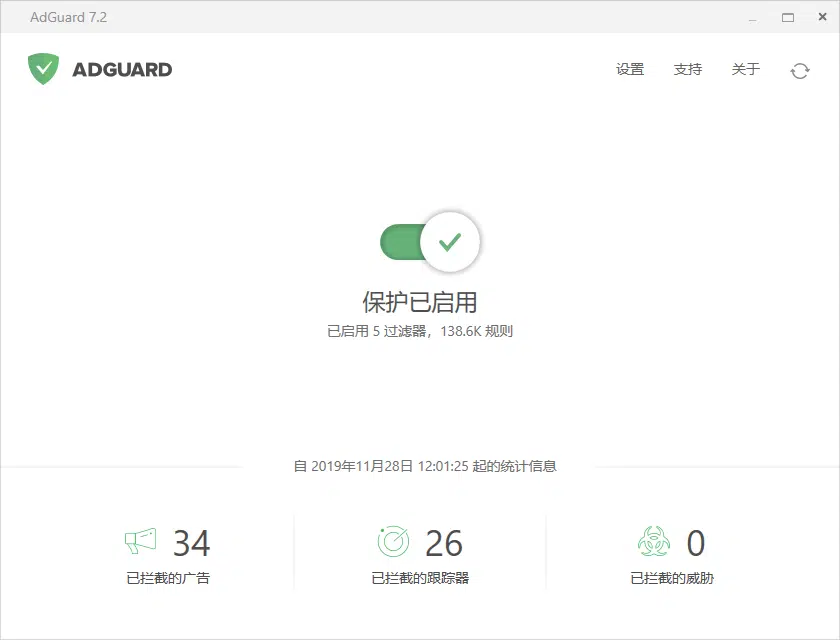 AdGuard 7.2
ADGUARD
设置 支持 关于
保护已启用
已启用 5 过滤器，138.6K 规则
自 2019年11月28日 12:01:25 起的统计信息
34 26 0
已拦截的广告 已拦截的跟踪器 已拦截的威胁